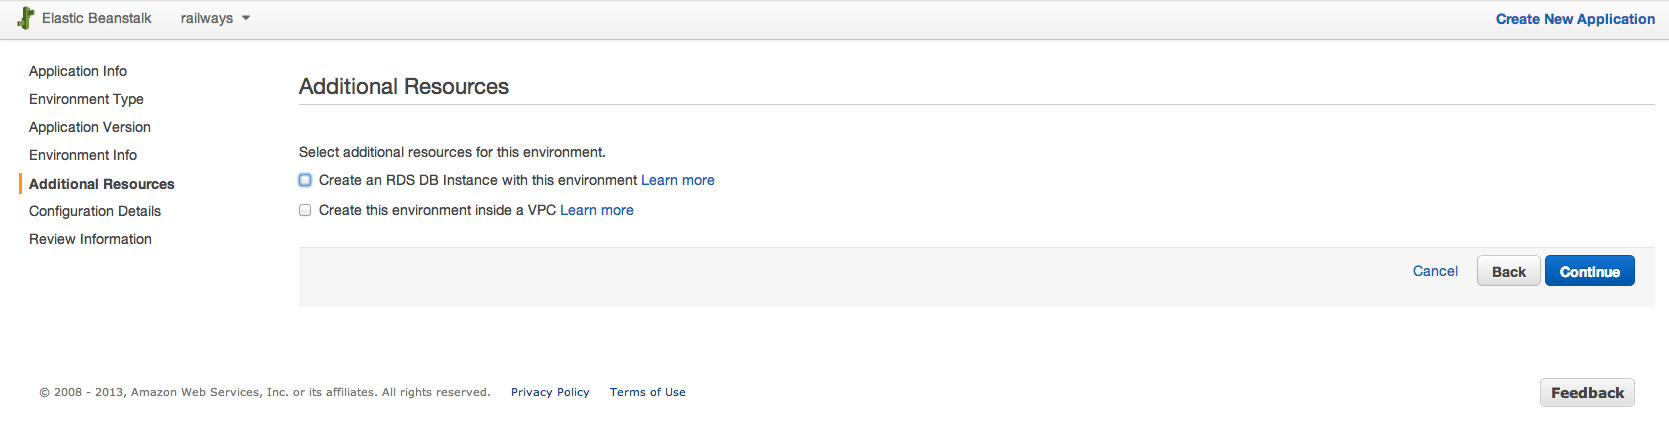 Elastic Beanstalk railways Create New Application
Application Info
Environment Type
Application Version
Environment Info
Additional Resources
Configuration Details
Review Information
Additional Resources
Select additional resources for this environment.
Create an RDS DB Instance with this environment Learn more
Create this environment inside a VPC Learn more
Cancel Back Continue
© 2008 - 2013, Amazon Web Services, Inc. or its affiliates. All rights reserved. Privacy Policy Terms of Use Feedback